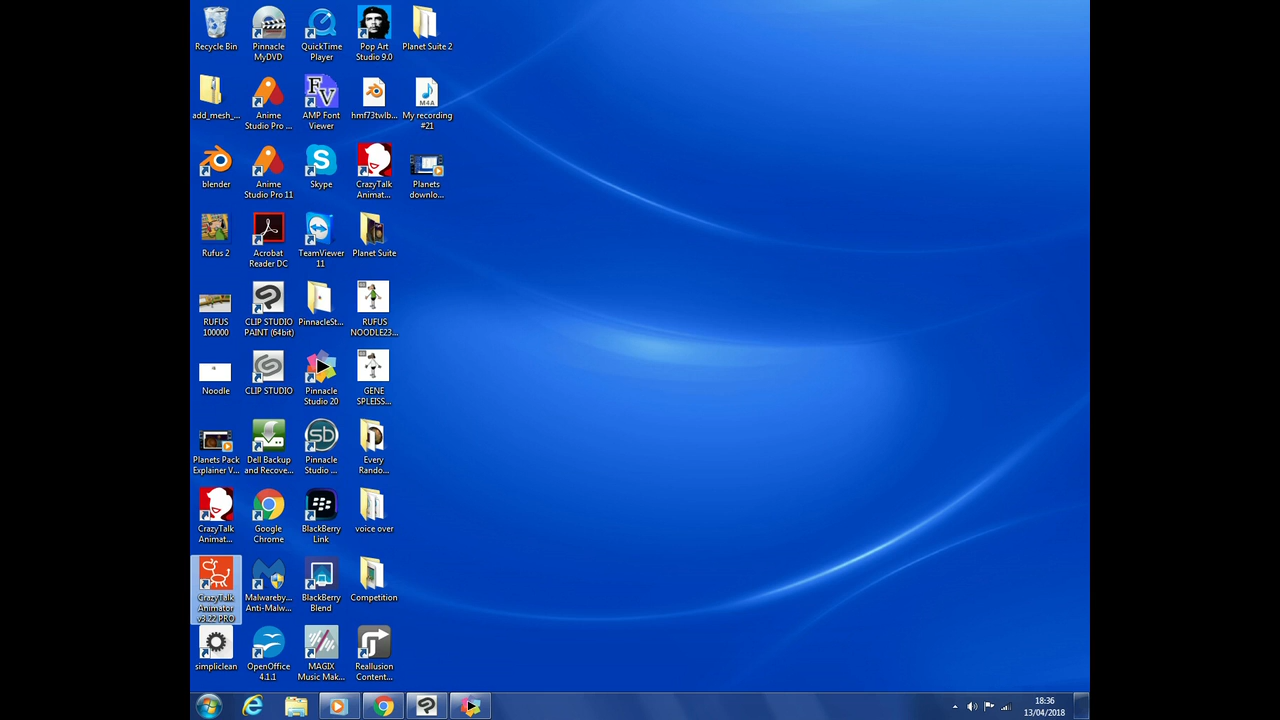 Recycle Bin
Pinnacle
MyDVD
QuickTime
Player
Pop Art
Studio 9.0
Planet Suite 2
add_mesh_...
Anime
Studio Pro ...
FV
AMP Font
Viewer
hmf73twlb...
M4A
My recording
#21
blender
Anime
Studio Pro 11
S
Skype
CrazyTalk
Animat...
Planets
downlo...
Rufus 2
Acrobat
Reader DC
TeamViewer
11
Planet Suite
RUFUS
100000
CLIP STUDIO
PAINT (64bit)
PinnacleSt...
RUFUS
NOODLE23...
Noodle
CLIP STUDIO
Pinnacle
Studio 20
GENE
SPLEISS...
Planets Pack
Explainer V...
Dell Backup
and Recove...
sb
Pinnacle
Studio ...
Every
Rando...
CrazyTalk
Animat...
Google
Chrome
BlackBerry
Link
voice over
CrazyTalk
Animator
v3.22 PRO
Malwareby...
Anti-Malw...
BlackBerry
Blend
Competition
simpliclean
OpenOffice
4.1.1
MAGIX
Music Mak...
Reallusion
Content...
18:36
13/04/2018